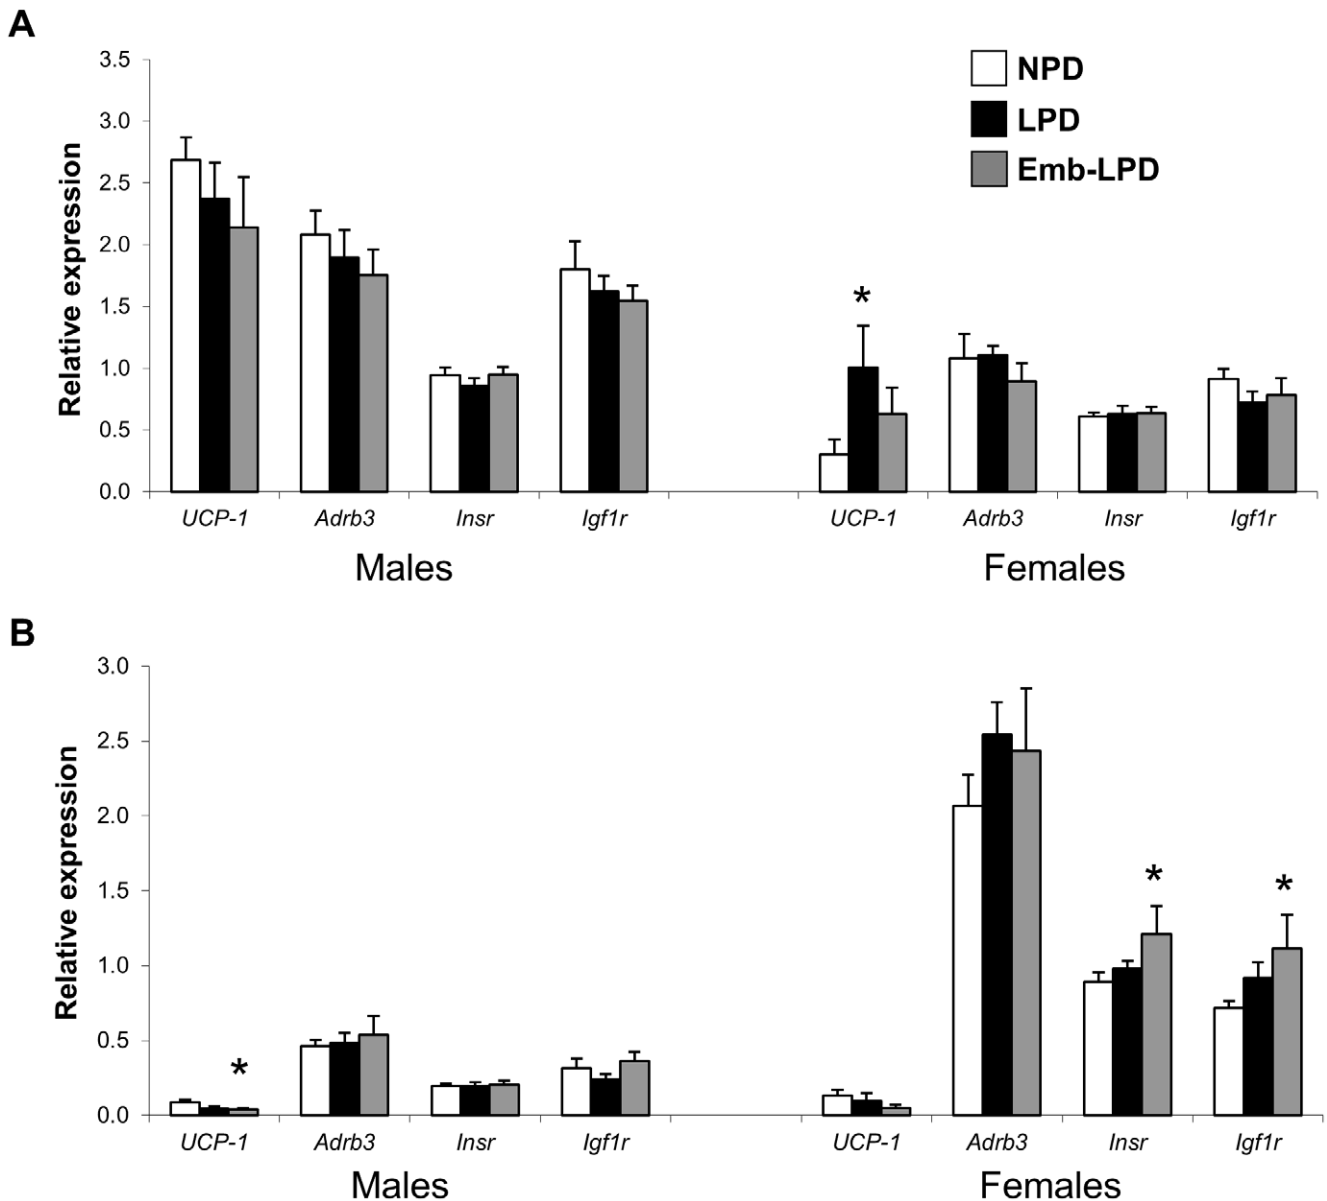 A
3.5
3.0
2.5
2.0
1.5
1.0
0.5
0.0
Relative expression
NPD
LPD
Emb-LPD
*
UCP-1 Adrb3 Insr Igf1r UCP-1 Adrb3 Insr Igf1r
Males Females
B
3.0
2.5
2.0
1.5
1.0
0.5
0.0
Relative expression
* * *
UCP-1 Adrb3 Insr Igf1r UCP-1 Adrb3 Insr Igf1r
Males Females